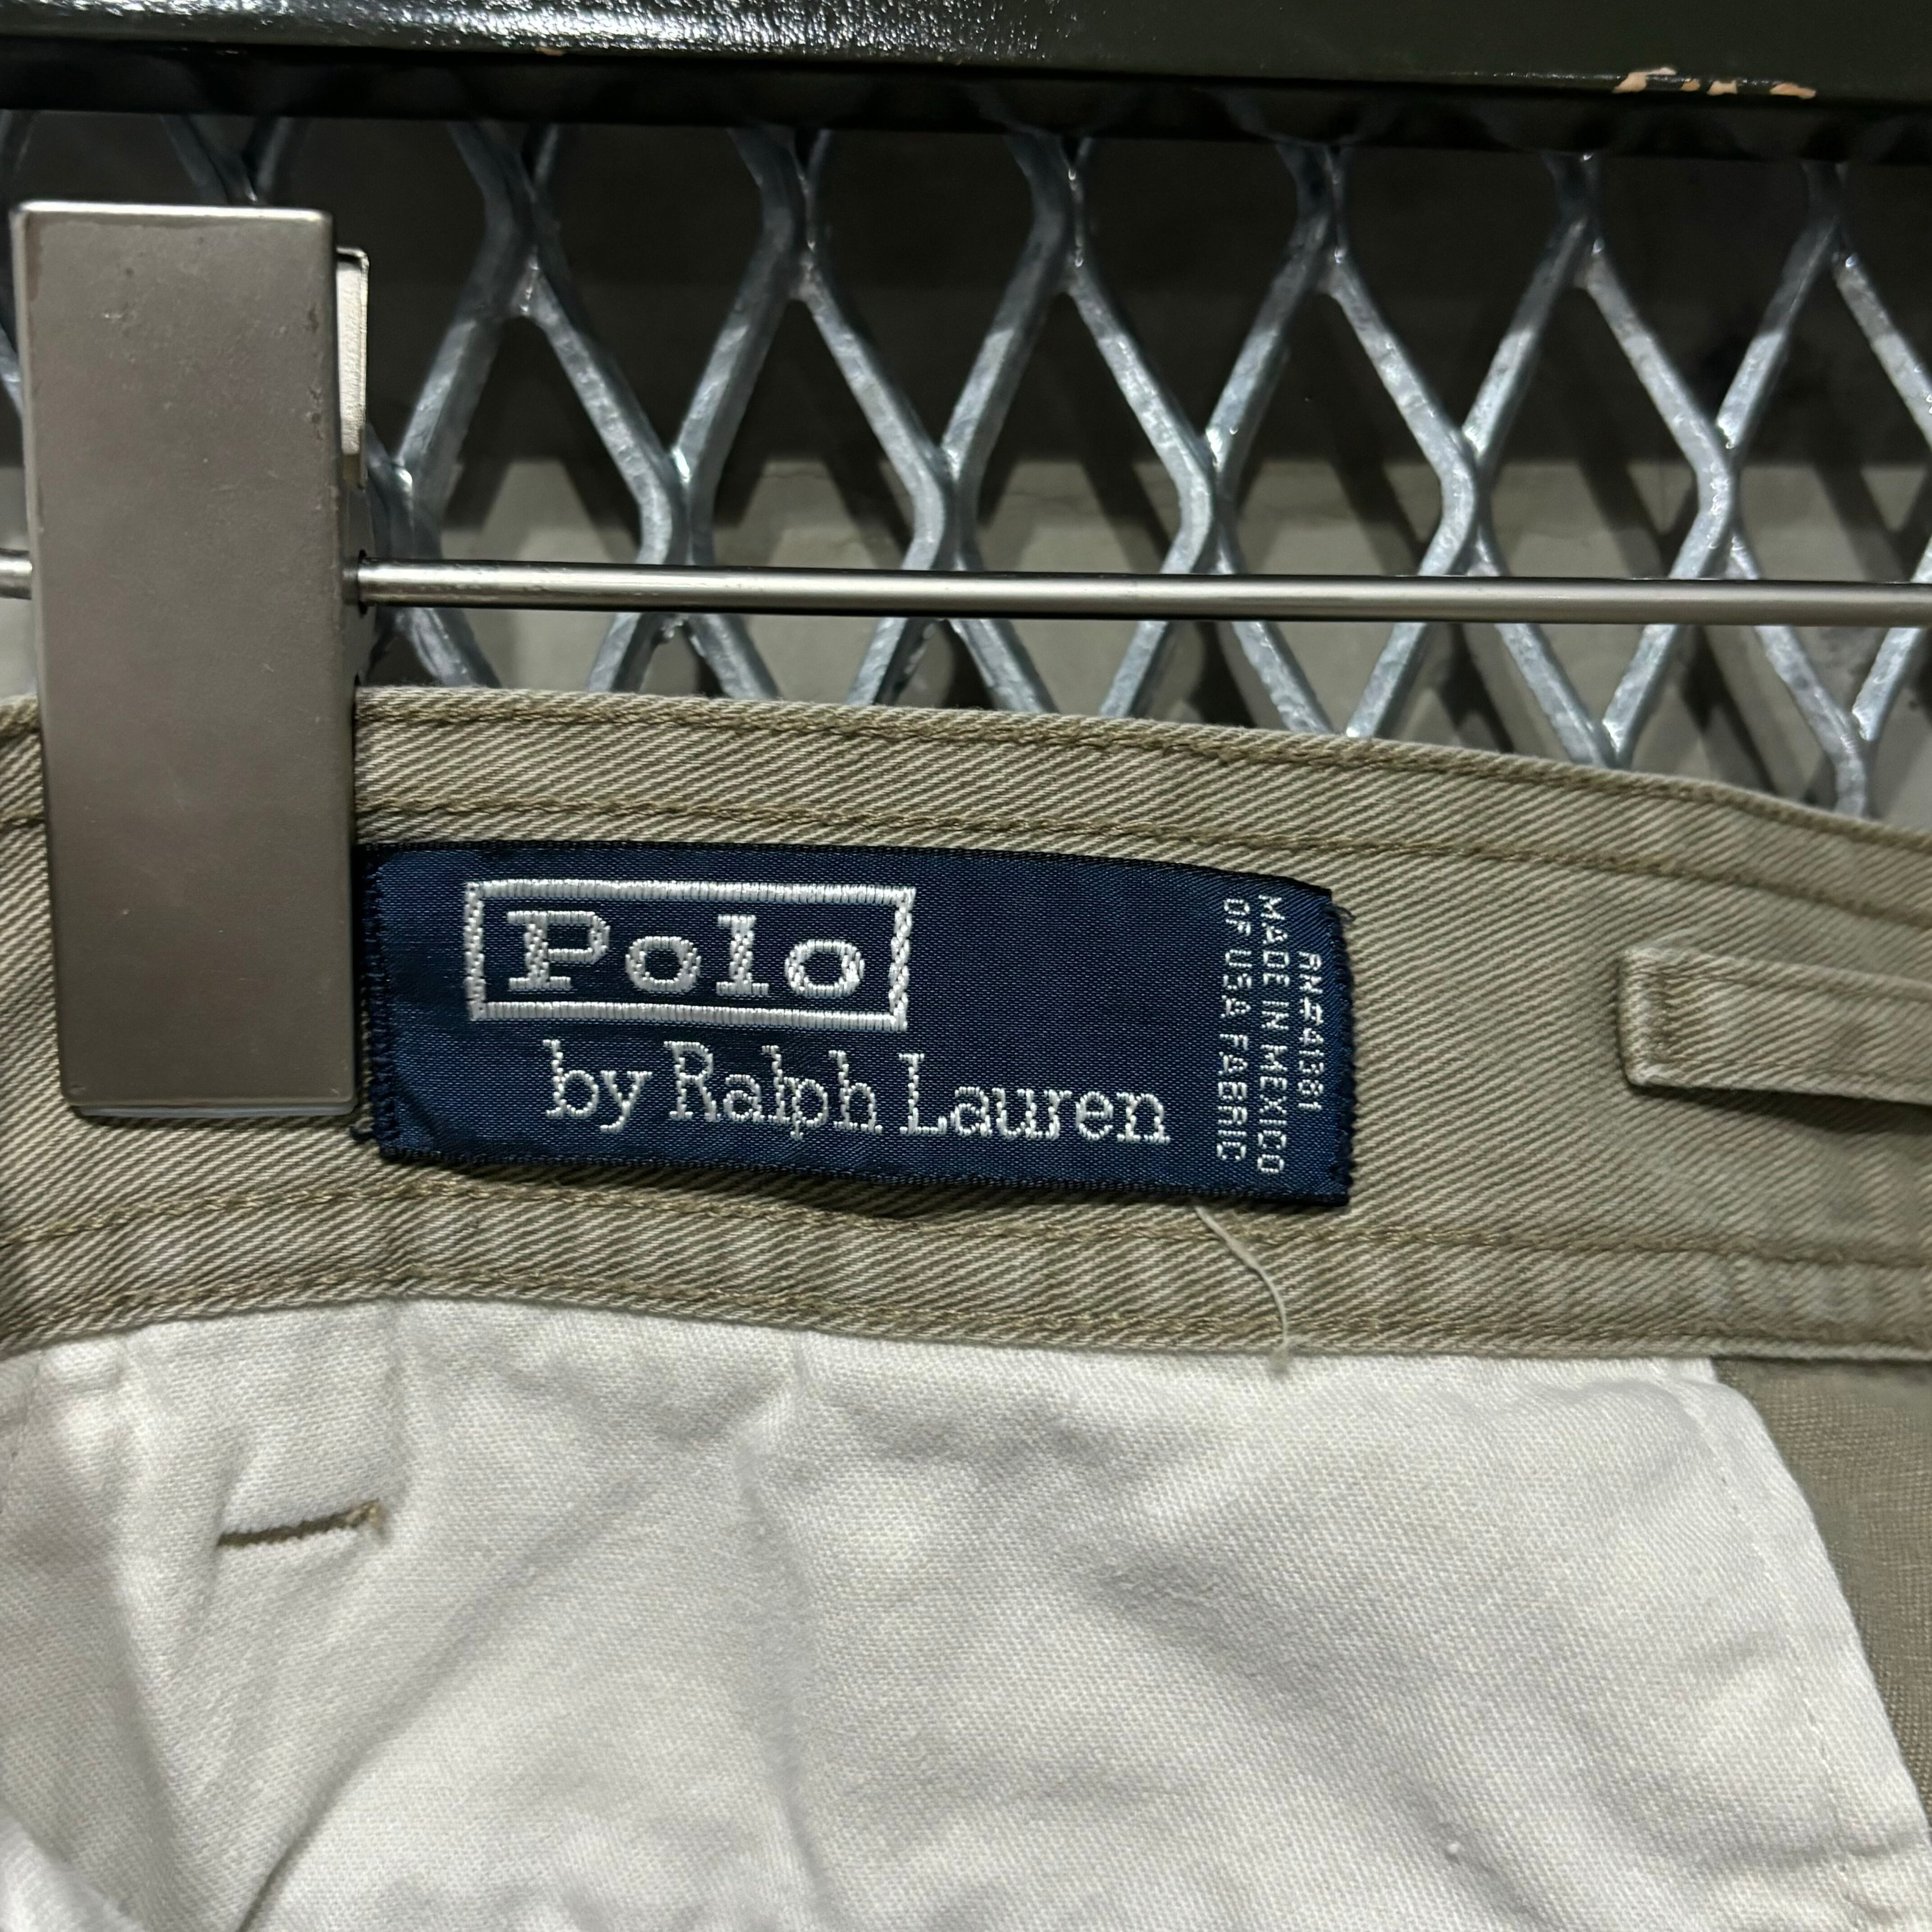 Polo
by Ralph Lauren
RN#41381
MADE IN MEXICO
OF USA FABRIC